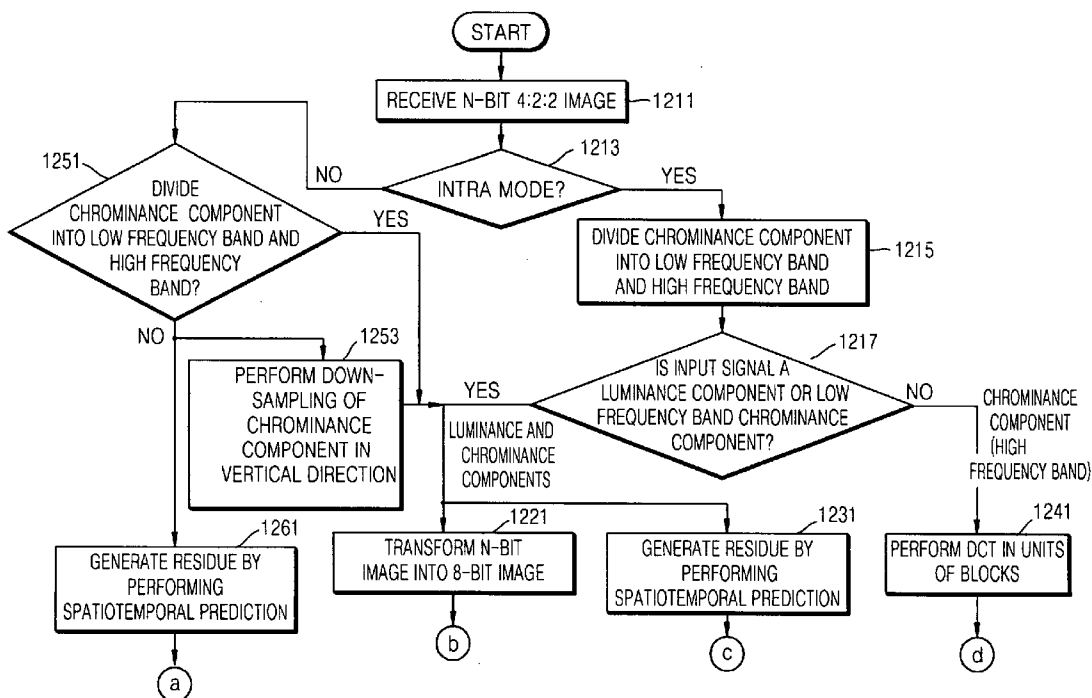 START
RECEIVE N-BIT 4:2:2 IMAGE
1211
1213
INTRA MODE?
NO
YES
1251
DIVIDE
CHROMINANCE COMPONENT
INTO LOW FREQUENCY BAND AND
HIGH FREQUENCY
BAND?
YES
NO
DIVIDE CHROMINANCE COMPONENT
INTO LOW FREQUENCY BAND
AND HIGH FREQUENCY BAND
1215
1253
PERFORM DOWN-
SAMPLING OF
CHROMINANCE
COMPONENT IN
VERTICAL DIRECTION
1217
IS INPUT SIGNAL A
LUMINANCE COMPONENT OR LOW
FREQUENCY BAND CHROMINANCE
COMPONENT?
YES
NO
LUMINANCE AND
CHROMINANCE
COMPONENTS
CHROMINANCE
COMPONENT
(HIGH
FREQUENCY BAND)
1261
GENERATE RESIDUE BY
PERFORMING
SPATIOTEMPORAL PREDICTION
1221
TRANSFORM N-BIT
IMAGE INTO 8-BIT IMAGE
1231
GENERATE RESIDUE BY
PERFORMING
SPATIOTEMPORAL PREDICTION
1241
PERFORM DCT IN UNITS
OF BLOCKS
a
b
c
d